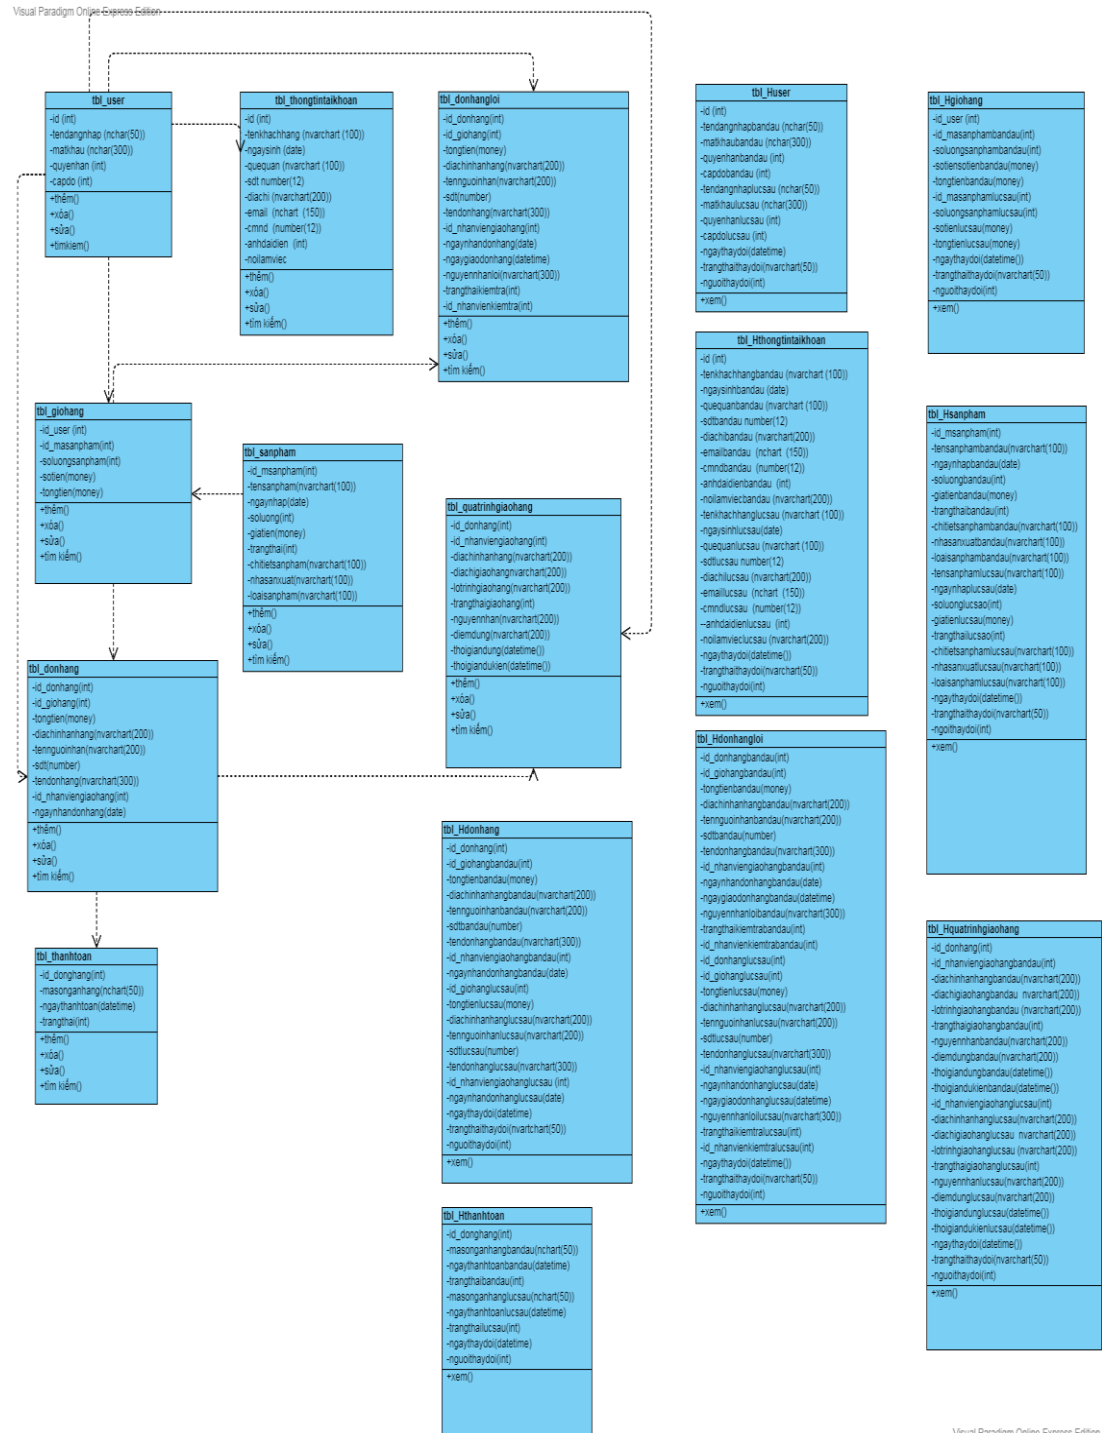 Visual Paradigm Online Express Edition
tbl_user
-id (int)
-tendangnhap (nchar(50))
-matkhau (nchar(300))
-quyenhan (int)
-capdo (int)
+thêm()
+xóa()
+sửa()
+timkiem()
tbl_thongtintaikhoan
-id (int)
-tenkhachhang (nvarchart (100))
-ngaysinh (date)
-quequan (nvarchart (100))
-sdt number(12)
-diachi (nvarchart(200))
-email (nchart (150))
-cmnd (number(12))
-anhdaidien (int)
-noilamviec
+thêm()
+xóa()
+sửa()
+tìm kiếm()
tbl_donhangloi
-id_donhang(int)
-id_giohang(int)
-tongtien(money)
-diachinhanhang(nvarchart(200))
-tennguoinhan(nvarchart(200))
-sdt(number)
-tendonhang(nvarchart(300))
-id_nhanviengiaohang(int)
-ngaynhandonhang(date)
-ngaygiaodonhang(datetime)
-nguyennhanloi(nvarchart(300))
-trangthaikiemtra(int)
-id_nhanvienkiemtra(int)
+thêm()
+xóa()
+sửa()
+tìm kiếm()
tbl_Huser
-id (int)
-tendangnhapbandau (nchar(50))
-matkhaubandau (nchar(300))
-quyenhanbandau (int)
-capdobandau (int)
-tendangnhaplucsau (nchar(50))
-matkhaulucsau (nchar(300))
-quyenhanlucsau (int)
-capdolucsau (int)
-ngaythaydoi(datetime)
-trangthaithaydoi(nvarchart(50))
-nguoithaydoi(int)
+xem()
tbl_Hgiohang
-id_user (int)
-id_masanphambandau(int)
-soluongsanphambandau(int)
-sotiensotienbandau(money)
-tongtienbandau(money)
-id_masanphamlucsau(int)
-soluongsanphamlucsau(int)
-sotienlucsau(money)
-tongtienlucsau(money)
-ngaythaydoi(datetime())
-trangthaithaydoi(nvarchart(50))
-nguoithaydoi(int)
+xem()
tbl_Hthongtintaikhoan
-id (int)
-tenkhachhangbandau (nvarchart (100))
-ngaysinhbandau (date)
-quequanbandau (nvarchart (100))
-sdtbandau number(12)
-diachibandau (nvarchart(200))
-emailbandau (nchart (150))
-cmndbandau (number(12))
-anhdaidienbandau (int)
-noilamviecbandau (nvarchart(200))
-tenkhachhanglucsau (nvarchart (100))
-ngaysinhlucsau(date)
-quequanlucsau (nvarchart (100))
-sdtlucsau number(12)
-diachilucsau (nvarchart(200))
-emaillucsau (nchart (150))
-cmndlucsau (number(12))
--anhdaidienlucsau (int)
-noilamvieclucsau (nvarchart(200))
-ngaythaydoi(datetime())
-trangthaithaydoi(nvarchart(50))
-nguoithaydoi(int)
+xem()
tbl_giohang
-id_user (int)
-id_masanpham(int)
-soluongsanpham(int)
-sotien(money)
-tongtien(money)
+thêm()
+xóa()
+sửa()
+tìm kiếm()
tbl_sanpham
-id_msanpham(int)
-tensanpham(nvarchart(100))
-ngaynhap(date)
-soluong(int)
-giatien(money)
-trangthai(int)
-chitietsanpham(nvarchart(100))
-nhasanxuat(nvarchart(100))
-loaisanpham(nvarchart(100))
+thêm()
+xóa()
+sửa()
+tìm kiếm()
tbl_quatrinhgiaohang
-id_donhang(int)
-id_nhanviengiaohang(int)
-diachinhanhang(nvarchart(200))
-diachigiaohangnvarchart(200))
-lotrinhgiaohang(nvarchart(200))
-trangthaigiaohang(int)
-nguyennhan(nvarchart(200))
-diemdung(nvarchart(200))
-thoigiandung(datetime())
-thoigiandukien(datetime())
+thêm()
+xóa()
+sửa()
+tìm kiếm()
tbl_Hsanpham
-id_msanpham(int)
-tensanphambandau(nvarchart(100))
-ngaynhapbandau(date)
-soluongbandau(int)
-giatienbandau(money)
-trangthaibandau(int)
-chitietsanphambandau(nvarchart(100))
-nhasanxuatbandau(nvarchart(100))
-loaisanphambandau(nvarchart(100))
-tensanphamlucsau(nvarchart(100))
-ngaynhaplucsau(date)
-soluonglucsao(int)
-giatienlucsau(money)
-trangthailucsao(int)
-chitietsanphamlucsau(nvarchart(100))
-nhasanxuatlucsau(nvarchart(100))
-loaisanphamlucsau(nvarchart(100))
-ngaythaydoi(datetime())
-trangthaithaydoi(nvarchart(50))
-ngoithaydoi(int)
+xem()
tbl_donhang
-id_donhang(int)
-id_giohang(int)
-tongtien(money)
-diachinhanhang(nvarchart(200))
-tennguoinhan(nvarchart(200))
-sdt(number)
-tendonhang(nvarchart(300))
-id_nhanviengiaohang(int)
-ngaynhandonhang(date)
+thêm()
+xóa()
+sửa()
+tìm kiếm()
tbl_Hdonhangloi
-id_donhangbandau(int)
-id_giohangbandau(int)
-tongtienbandau(money)
-diachinhanhangbandau(nvarchart(200))
-tennguoinhanbandau(nvarchart(200))
-sdtbandau(number)
-tendonhangbandau(nvarchart(300))
-id_nhanviengiaohangbandau(int)
-ngaynhandonhangbandau(date)
-ngaygiaodonhangbandau(datetime)
-nguyennhanloibandau(nvarchart(300))
-trangthaikiemtrabandau(int)
-id_nhanvienkiemtrabandau(int)
-id_donhanglucsau(int)
-id_giohanglucsau(int)
-tongtienlucsau(money)
-diachinhanhanglucsau(nvarchart(200))
-tennguoinhanlucsau(nvarchart(200))
-sdtlucsau(number)
-tendonhanglucsau(nvarchart(300))
-id_nhanviengiaohanglucsau(int)
-ngaynhandonhanglucsau(date)
-ngaygiaodonhanglucsau(datetime)
-nguyennhanloilucsau(nvarchart(300))
-trangthaikiemtralucsau(int)
-id_nhanvienkiemtralucsau(int)
-ngaythaydoi(datetime())
-trangthaithaydoi(nvarchart(50))
-nguoithaydoi(int)
+xem()
tbl_Hdonhang
-id_donhang(int)
-id_giohangbandau(int)
-tongtienbandau(money)
-diachinhanhangbandau(nvarchart(200))
-tennguoinhanbandau(nvarchart(200))
-sdtbandau(number)
-tendonhangbandau(nvarchart(300))
-id_nhanviengiaohangbandau(int)
-ngaynhandonhangbandau(date)
-id_giohanglucsau(int)
-tongtienlucsau(money)
-diachinhanhanglucsau(nvarchart(200))
-tennguoinhanlucsau(nvarchart(200))
-sdtlucsau(number)
-tendonhanglucsau(nvarchart(300))
-id_nhanviengiaohanglucsau (int)
-ngaynhandonhanglucsau(date)
-ngaythaydoi(datetime)
-trangthaithaydoi(nvartchart(50))
-nguoithaydoi(int)
+xem()
tbl_Hquatrinhgiaohang
-id_donhang(int)
-id_nhanviengiaohangbandau(int)
-diachinhanhangbandau(nvarchart(200))
-diachigiaohangbandau nvarchart(200))
-lotrinhgiaohangbandau (nvarchart(200))
-trangthaigiaohangbandau(int)
-nguyennhanbandau(nvarchart(200))
-diemdungbandau(nvarchart(200))
-thoigiandungbandau(datetime())
-thoigiandukienbandau(datetime())
-id_nhanviengiaohanglucsau(int)
-diachinhanhanglucsau(nvarchart(200))
-diachigiaohanglucsau nvarchart(200))
-lotrinhgiaohanglucsau (nvarchart(200))
-trangthaigiaohanglucsau(int)
-nguyennhanlucsau(nvarchart(200))
-diemdunglucsau(nvarchart(200))
-thoigiandunglucsau(datetime())
-thoigiandukienlucsau(datetime())
-ngaythaydoi(datetime())
-trangthaithaydoi(nvarchart(50))
-nguoithaydoi(int)
+xem()
tbl_thanhtoan
-id_donghang(int)
-masonganhang(nchart(50))
-ngaythanhtoan(datetime)
-trangthai(int)
+thêm()
+xóa()
+sửa()
+tìm kiếm()
tbl_Hthanhtoan
-id_donghang(int)
-masonganhangbandau(nchart(50))
-ngaythanhtoanbandau(datetime)
-trangthaibandau(int)
-masonganhanglucsau(nchart(50))
-ngaythanhtoanlucsau(datetime)
-trangthailucsau(int)
-ngaythaydoi(datetime)
-nguoithaydoi(int)
+xem()
Visual Paradigm Online Express Edition